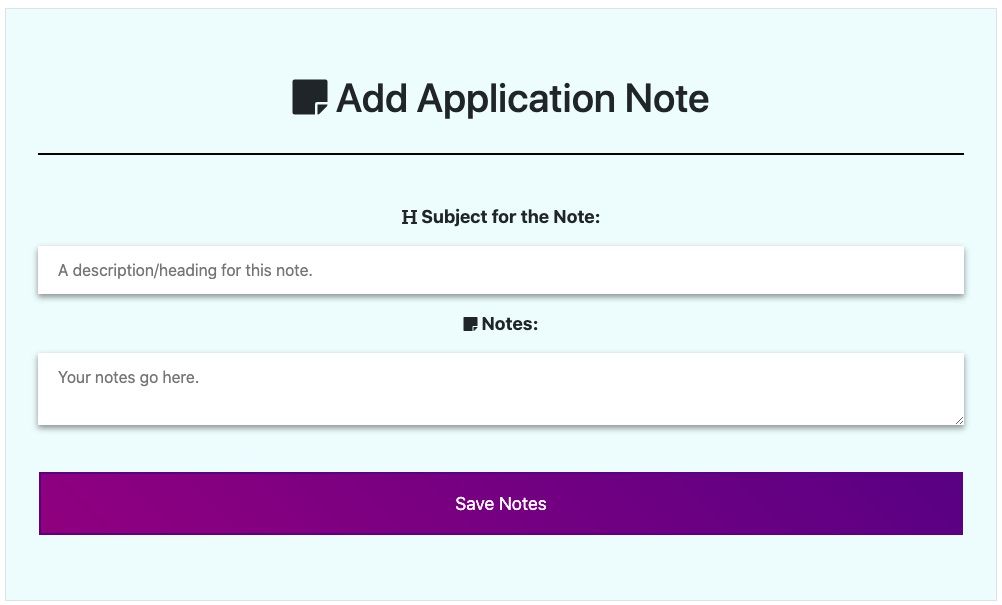 Add Application Note
Subject for the Note:
A description/heading for this note.
Notes:
Your notes go here.
Save Notes